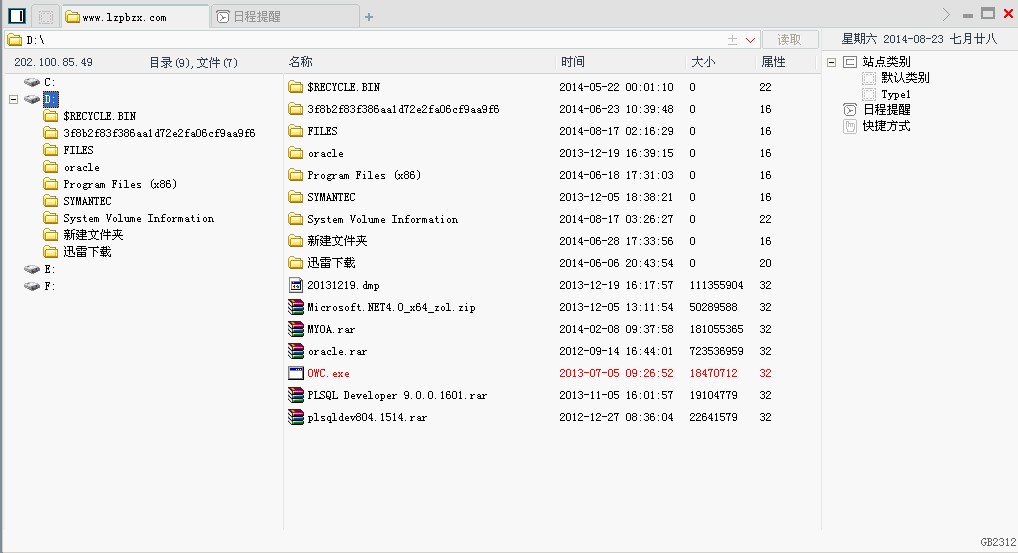 www.lzpbzx.com 日程提醒 +
D:\ 读取 星期六 2014-08-23 七月廿八
202.100.85.49 目录(9),文件(7) 名称 时间 大小 属性
C:
D:
$RECYCLE.BIN
3f8b2f83f386aa1d72e2fa06cf9aa9f6
FILES
oracle
Program Files (x86)
SYMANTEC
System Volume Information
新建文件夹
迅雷下载
E:
F:
$RECYCLE.BIN 2014-05-22 00:01:10 0 22
3f8b2f83f386aa1d72e2fa06cf9aa9f6 2014-06-23 10:39:48 0 16
FILES 2014-08-17 02:16:29 0 16
oracle 2013-12-19 16:39:15 0 16
Program Files (x86) 2014-06-18 17:31:03 0 16
SYMANTEC 2013-12-05 18:38:21 0 16
System Volume Information 2014-08-17 03:26:27 0 22
新建文件夹 2014-06-28 17:33:56 0 16
迅雷下载 2014-06-06 20:43:54 0 20
20131219.dmp 2013-12-19 16:17:57 111355904 32
Microsoft.NET4.0_x64_zol.zip 2013-12-05 13:11:54 50289588 32
MYOA.rar 2014-02-08 09:37:58 181055365 32
oracle.rar 2012-09-14 16:44:01 723536959 32
OWC.exe 2013-07-05 09:26:52 18470712 32
PLSQL Developer 9.0.0.1601.rar 2013-11-05 16:01:57 19104779 32
plsqldev804.1514.rar 2012-12-27 08:36:04 22641579 32
站点类别
默认类别
Type1
日程提醒
快捷方式
GB2312